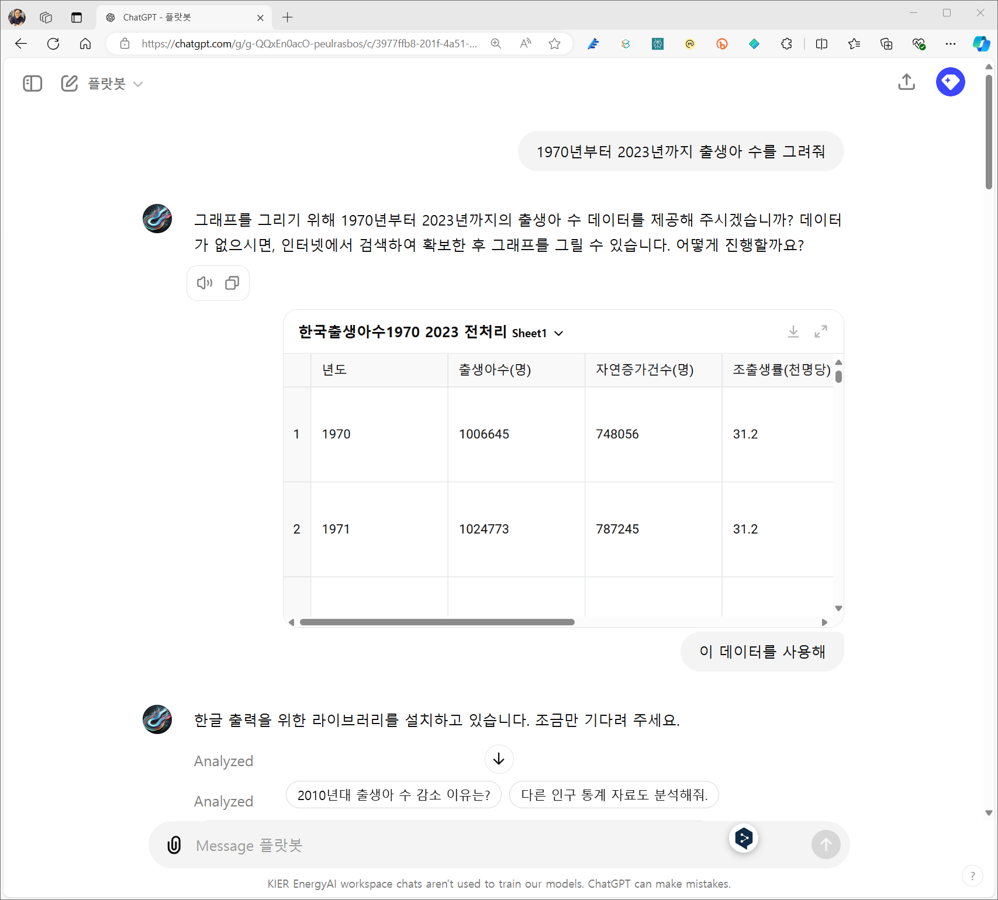 ChatGPT - 플랫봇
https://chatgpt.com/g/g-QQxEn0acO-peulrasbos/c/3977ffb8-201f-4a51-...
플랫봇
1970년부터 2023년까지 출생아 수를 그려줘
그래프를 그리기 위해 1970년부터 2023년까지의 출생아 수 데이터를 제공해 주시겠습니까? 데이터
가 없으시면, 인터넷에서 검색하여 확보한 후 그래프를 그릴 수 있습니다. 어떻게 진행할까요?
한국출생아수1970 2023 전처리 Sheet1
년도 출생아수(명) 자연증가건수(명) 조출생률(천명당)
1 1970 1006645 748056 31.2
2 1971 1024773 787245 31.2
이 데이터를 사용해
한글 출력을 위한 라이브러리를 설치하고 있습니다. 조금만 기다려 주세요.
Analyzed
Analyzed
2010년대 출생아 수 감소 이유는? 다른 인구 통계 자료도 분석해줘.
Message 플랫봇
KIER EnergyAI workspace chats aren't used to train our models. ChatGPT can make mistakes.
?